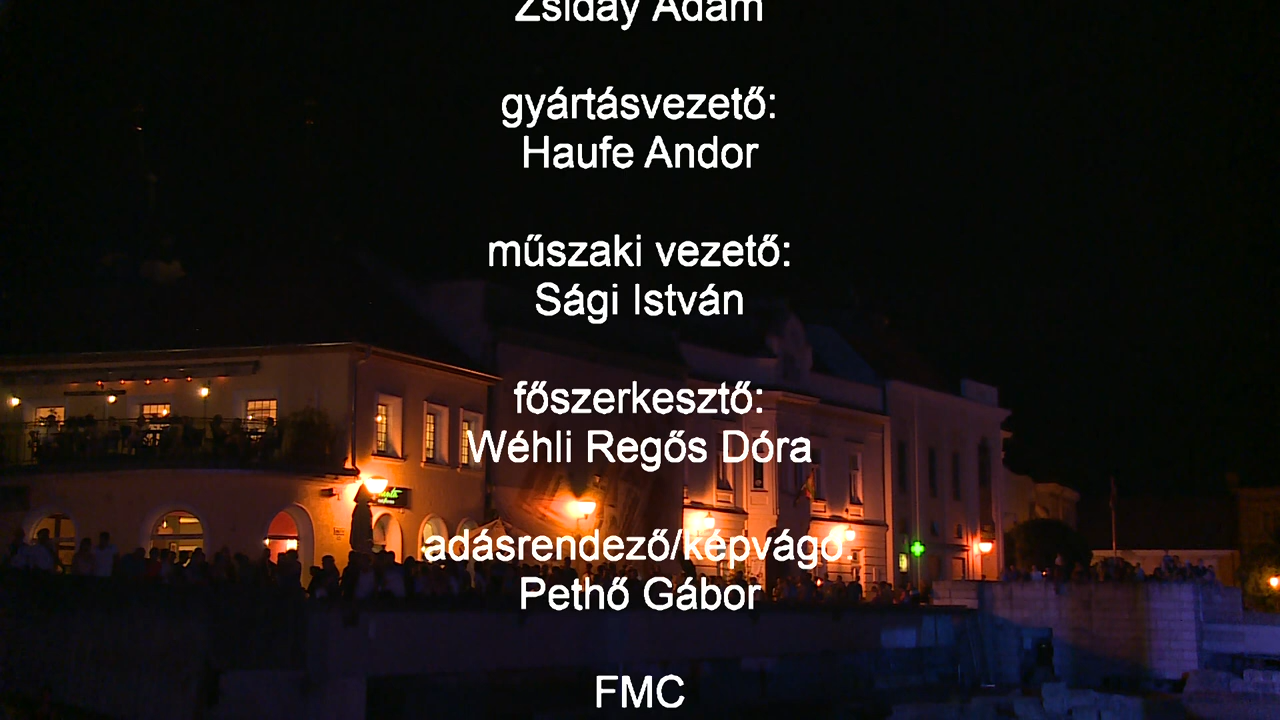 Zsiday Ádám
gyártásvezető:
Haufe Andor
műszaki vezető:
Sági István
főszerkesztő:
Wéhli Regős Dóra
adásrendező/képvágó:
Pethő Gábor
FMC